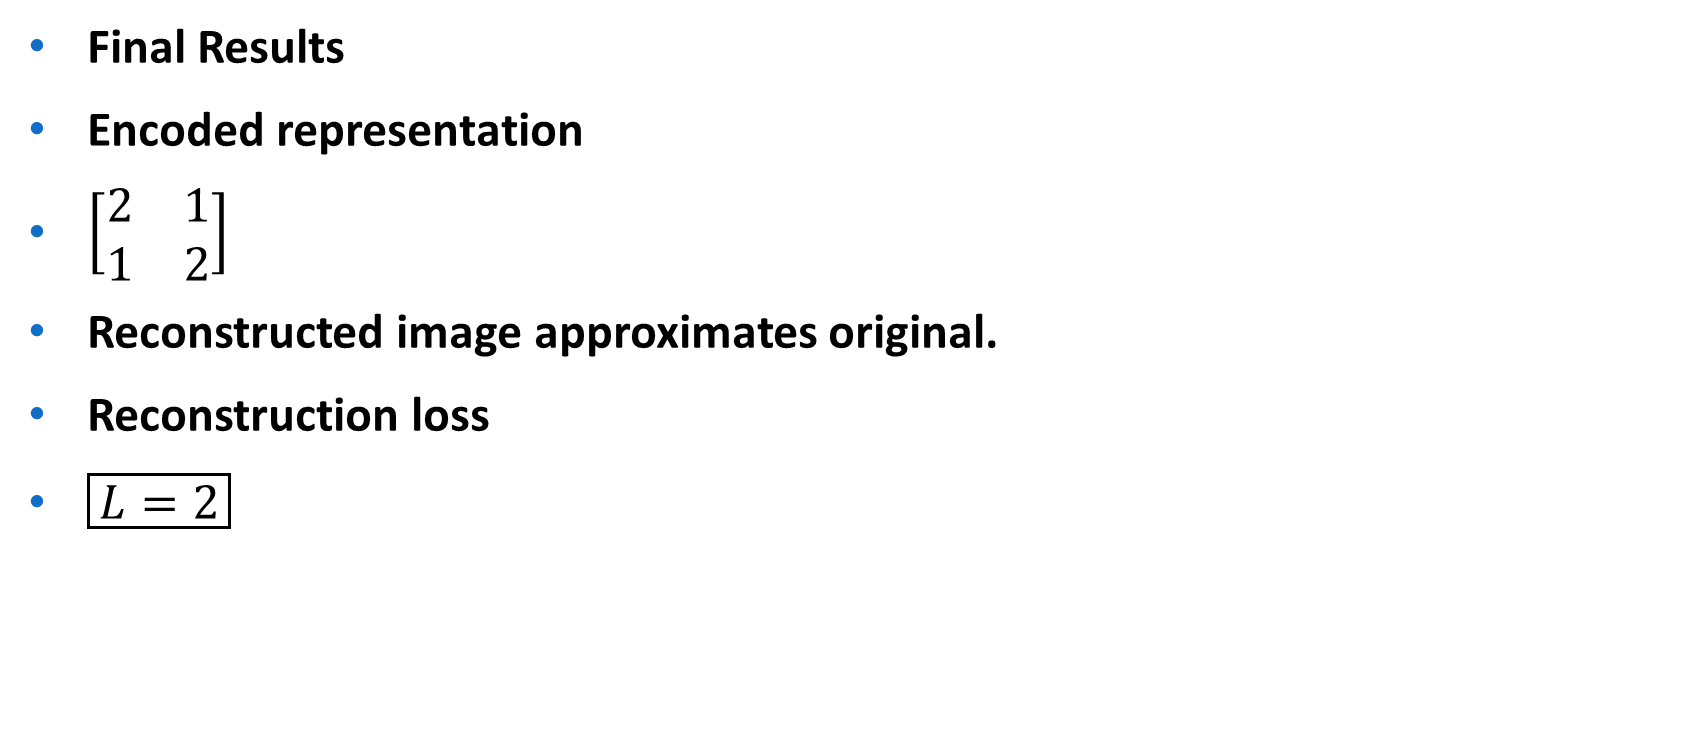 • Final Results
• Encoded representation
• [2 1
1 2]
• Reconstructed image approximates original.
• Reconstruction loss
• L = 2